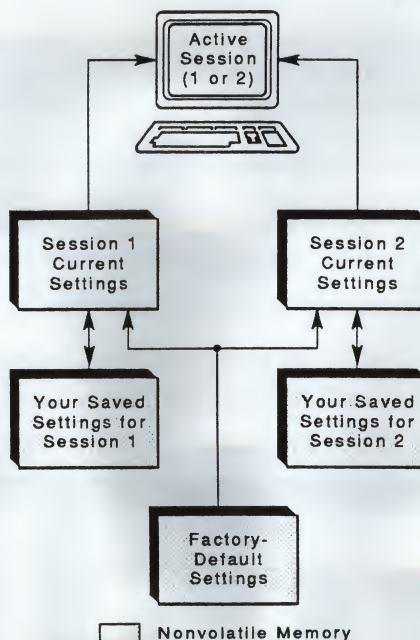 Active
Session
(1 or 2)
Session 1
Current
Settings
Session 2
Current
Settings
Your Saved
Settings for
Session 1
Your Saved
Settings for
Session 2
Factory-
Default
Settings
Nonvolatile Memory